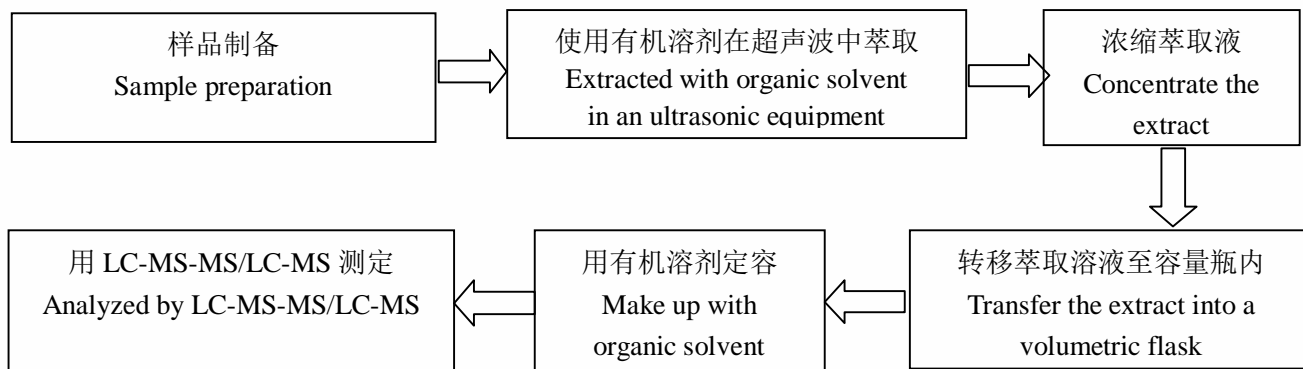 样品制备
Sample preparation
使用有机溶剂在超声波中萃取
Extracted with organic solvent
in an ultrasonic equipment
浓缩萃取液
Concentrate the
extract
转移萃取溶液至容量瓶内
Transfer the extract into a
volumetric flask
用有机溶剂定容
Make up with
organic solvent
用 LC-MS-MS/LC-MS 测定
Analyzed by LC-MS-MS/LC-MS